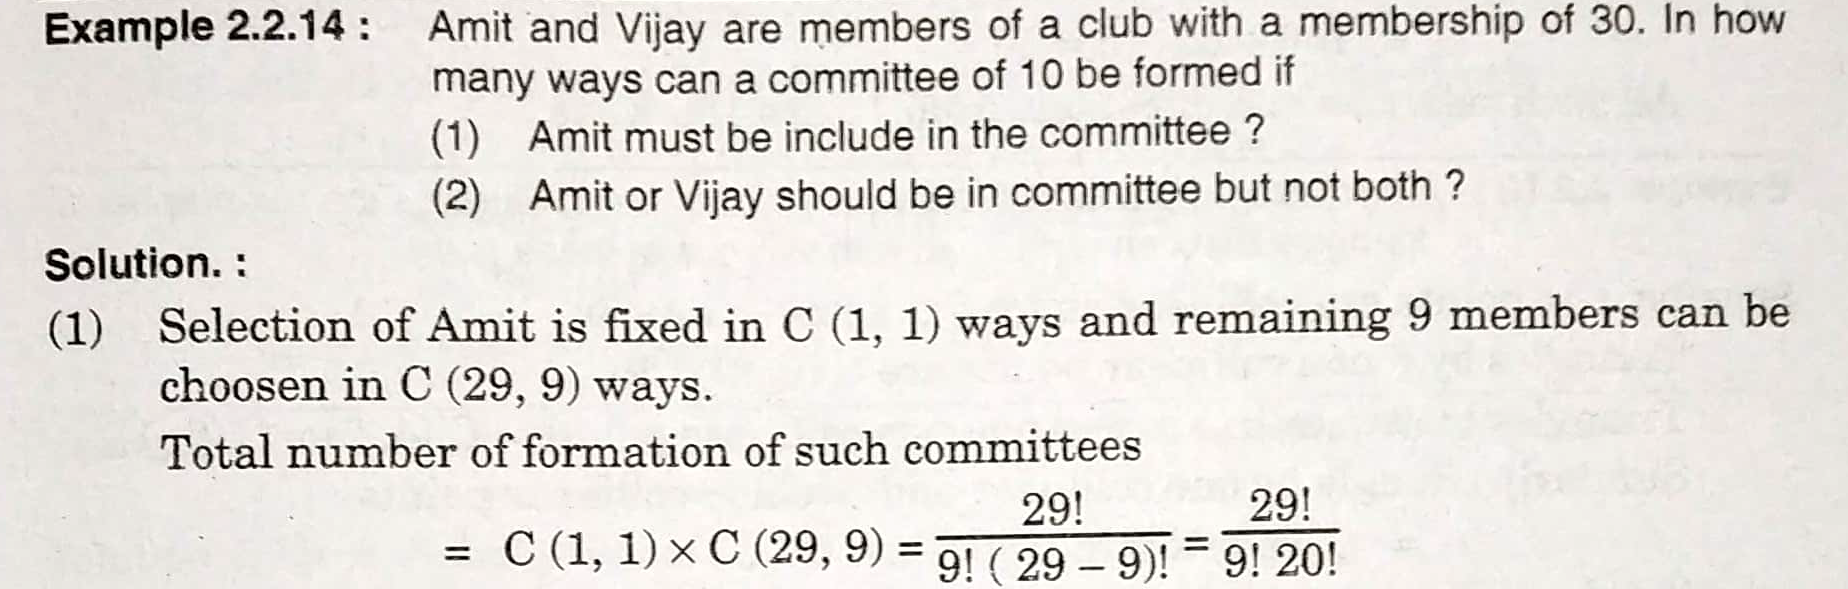 Example 2.2.14 : Amit and Vijay are members of a club with a membership of 30. In how
many ways can a committee of 10 be formed if
(1) Amit must be include in the committee ?
(2) Amit or Vijay should be in committee but not both ?
Solution. :
(1) Selection of Amit is fixed in C (1, 1) ways and remaining 9 members can be
choosen in C (29, 9) ways.
Total number of formation of such committees
= C (1, 1) × C (29, 9) = 29! / 9! ( 29 – 9)! = 29! / 9! 20!